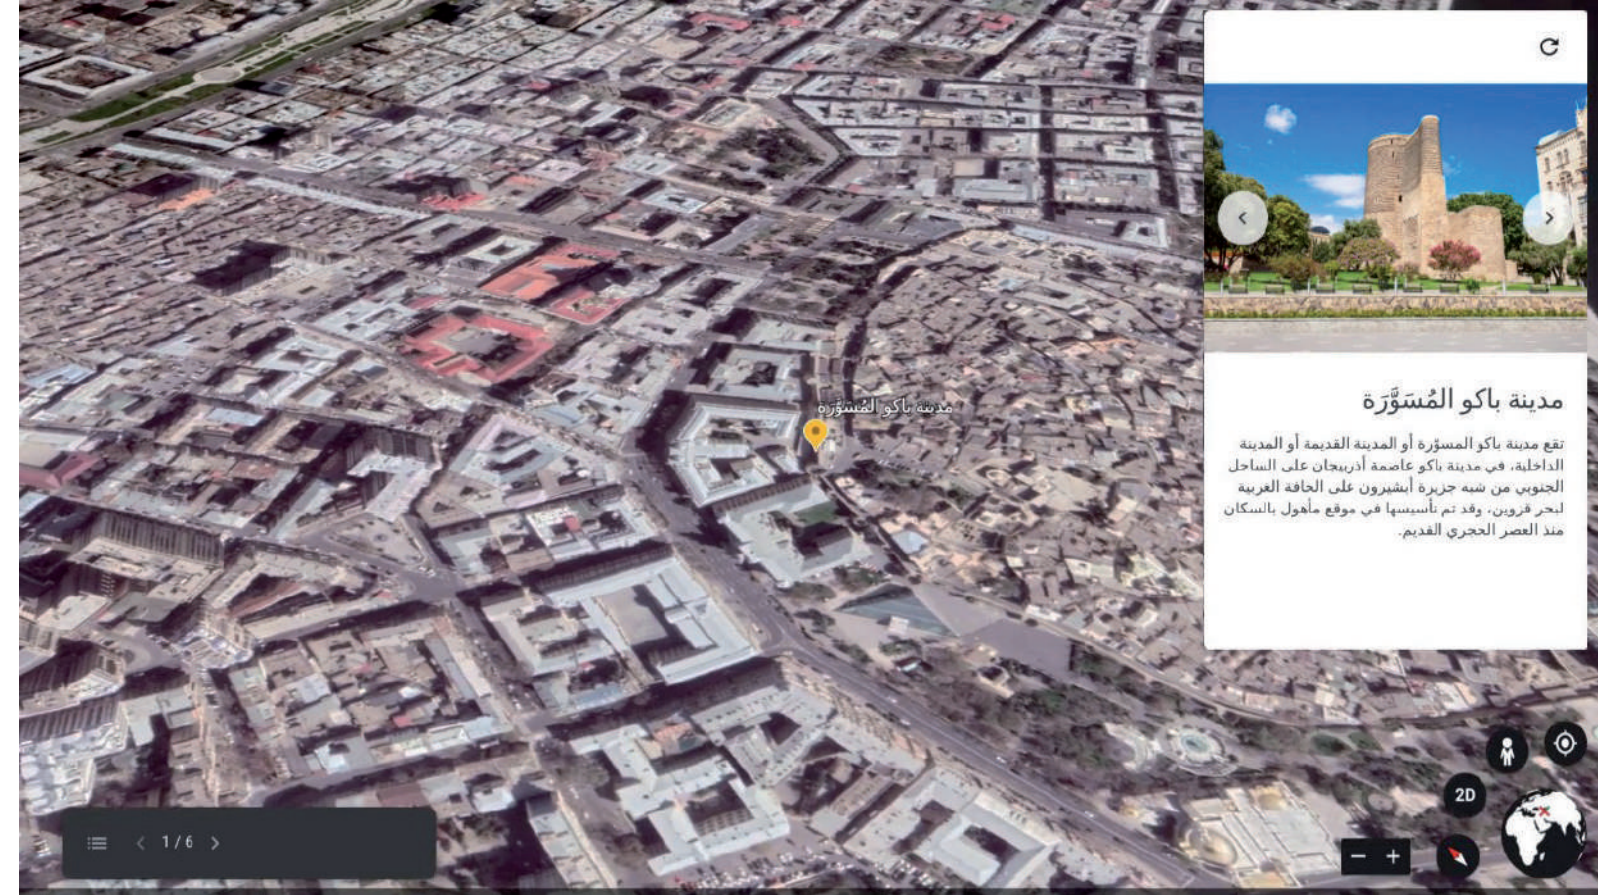 مدينة باكو المُسَوَّرَة
تقع مدينة باكو المسوّرة أو المدينة القديمة أو المدينة
الداخلية، في مدينة باكو عاصمة أذربيجان على الساحل
الجنوبي من شبه جزيرة أبشيرون على الحافة الغربية
لبحر قزوين، وقد تم تأسيسها في موقع مأهول بالسكان
منذ العصر الحجري القديم.
مدينة باكو المُسَوَّرَة
2D
1 / 6